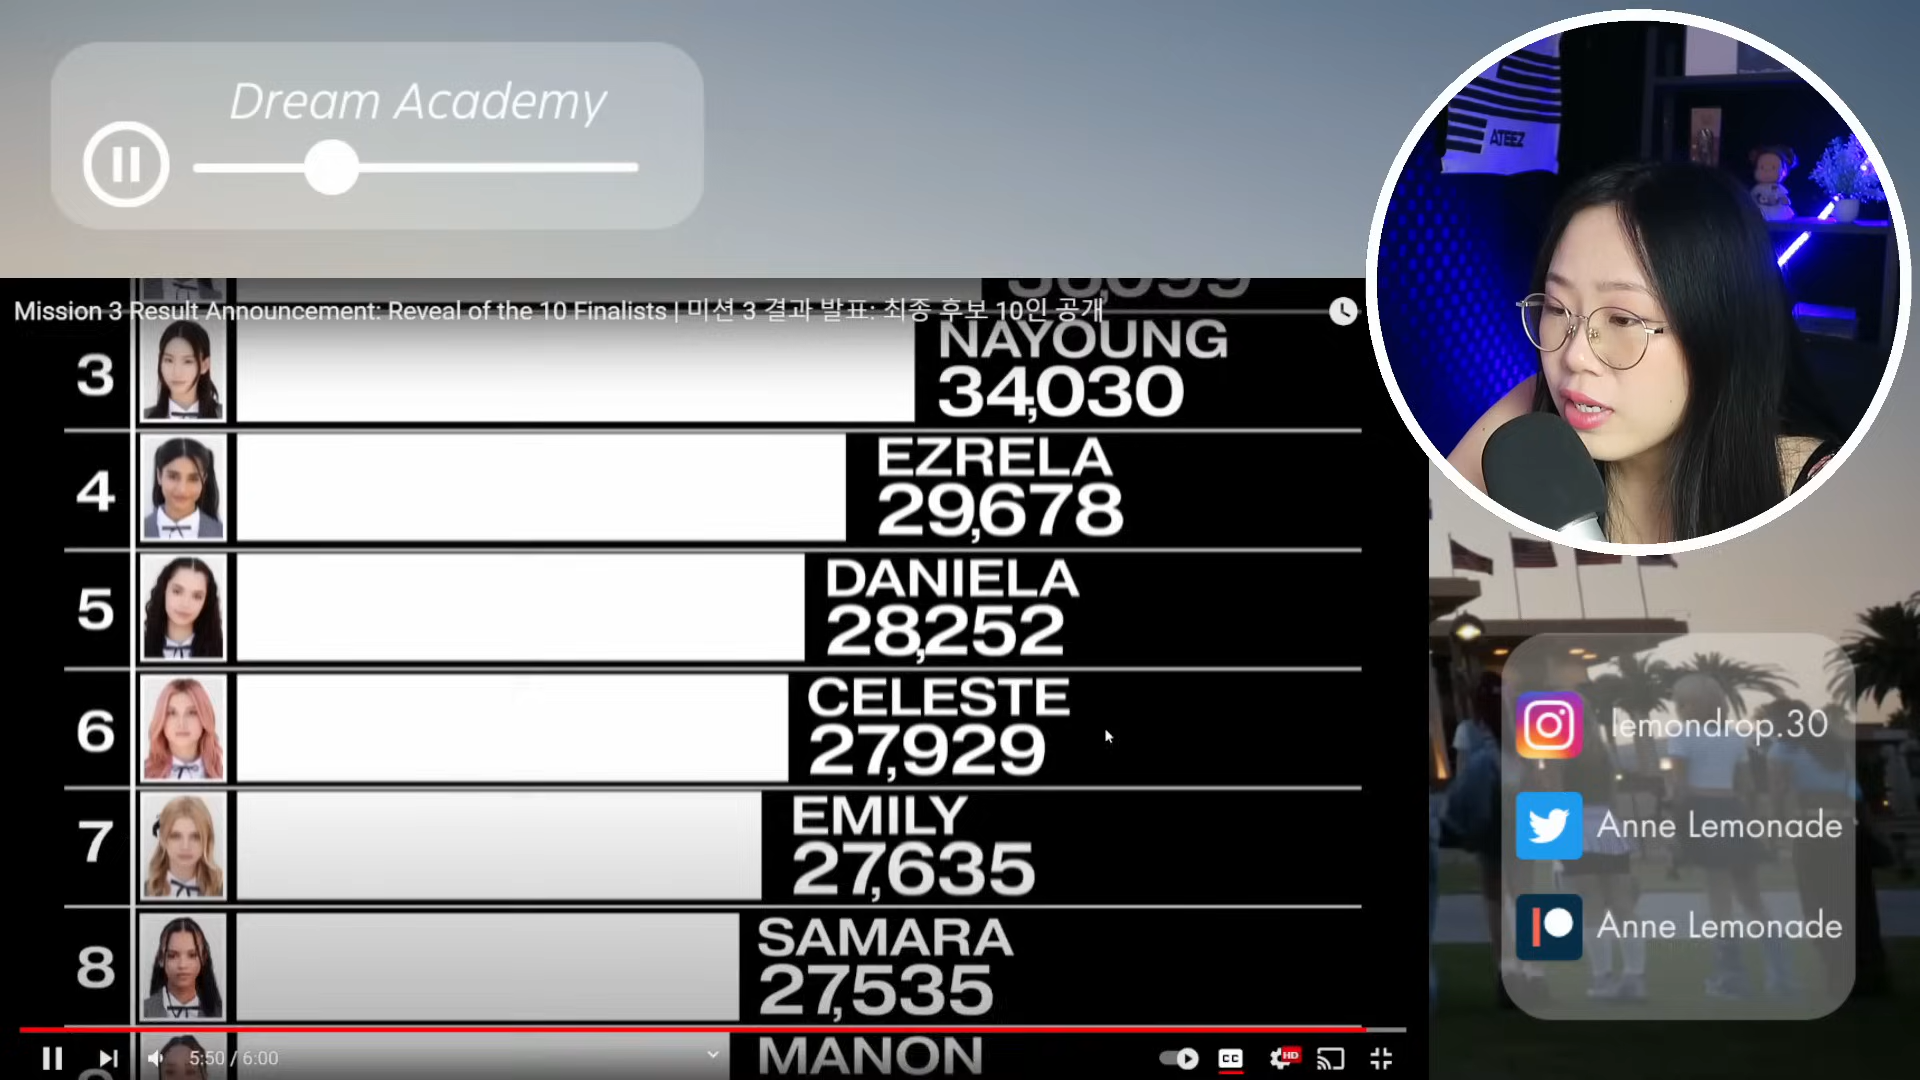 Dream Academy
ATEEZ
Mission 3 Result Announcement: Reveal of the 10 Finalists | 미션 3 결과 발표: 최종 후보 10인 공개
3
NAYOUNG
34,030
4
EZRELA
29,678
5
DANIELA
28,252
6
CELESTE
27,929
7
EMILY
27,635
8
SAMARA
27,535
MANON
5:50 / 6:00
CC
HD
lemondrop.30
Anne Lemonade
Anne Lemonade